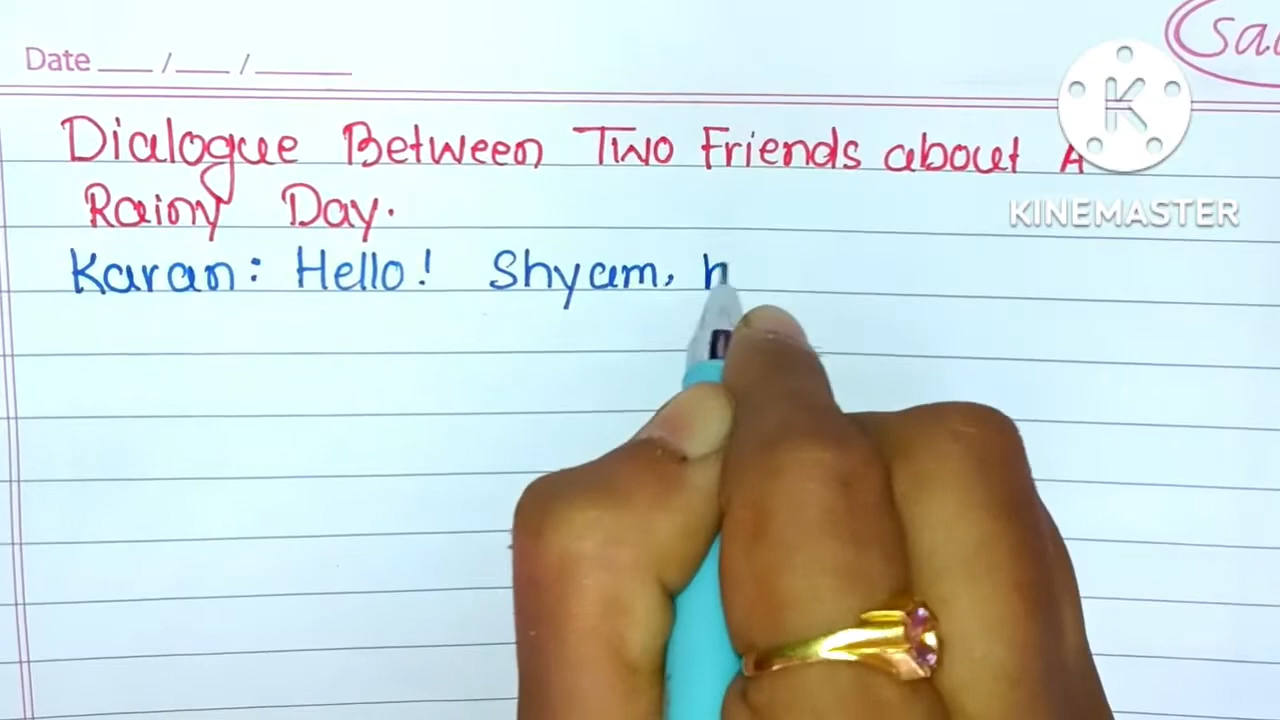 Date ___ / ___ / _____
KINEMASTER
Dialogue Between Two Friends about A
Rainy Day.
Karan: Hello! Shyam, h